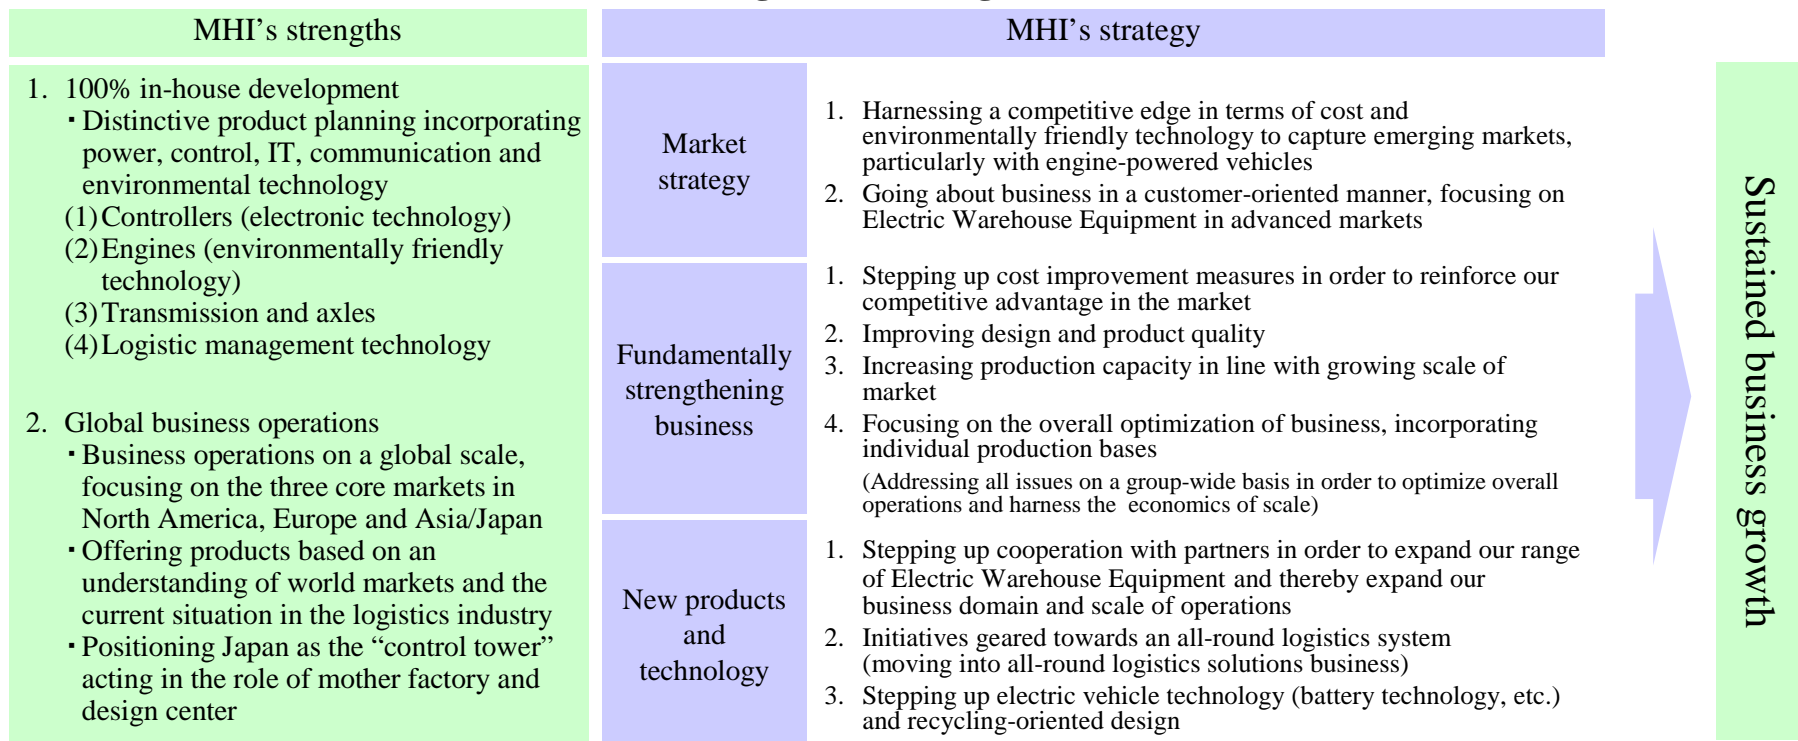 MHI's strengths
1. 100% in-house development
・Distinctive product planning incorporating
power, control, IT, communication and
environmental technology
(1)Controllers (electronic technology)
(2)Engines (environmentally friendly
technology)
(3)Transmission and axles
(4)Logistic management technology
2. Global business operations
・Business operations on a global scale,
focusing on the three core markets in
North America, Europe and Asia/Japan
・Offering products based on an
understanding of world markets and the
current situation in the logistics industry
・Positioning Japan as the “control tower”
acting in the role of mother factory and
design center
MHI's strategy
Market
strategy
1. Harnessing a competitive edge in terms of cost and
environmentally friendly technology to capture emerging markets,
particularly with engine-powered vehicles
2. Going about business in a customer-oriented manner, focusing on
Electric Warehouse Equipment in advanced markets
Fundamentally
strengthening
business
1. Stepping up cost improvement measures in order to reinforce our
competitive advantage in the market
2. Improving design and product quality
3. Increasing production capacity in line with growing scale of
market
4. Focusing on the overall optimization of business, incorporating
individual production bases
(Addressing all issues on a group-wide basis in order to optimize overall
operations and harness the economics of scale)
New products
and
technology
1. Stepping up cooperation with partners in order to expand our range
of Electric Warehouse Equipment and thereby expand our
business domain and scale of operations
2. Initiatives geared towards an all-round logistics system
(moving into all-round logistics solutions business)
3. Stepping up electric vehicle technology (battery technology, etc.)
and recycling-oriented design
Sustained business growth